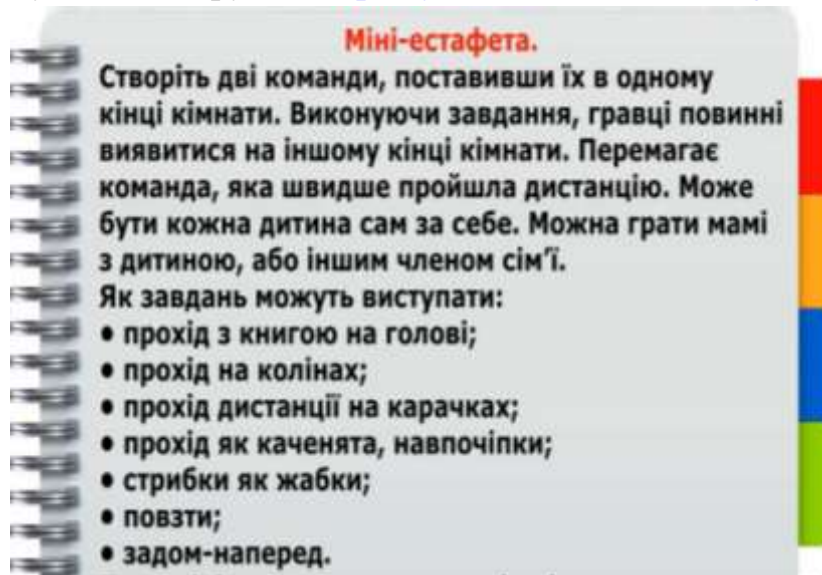 Міні-естафета.
Створіть дві команди, поставивши їх в одному
кінці кімнати. Виконуючи завдання, гравці повинні
виявитися на іншому кінці кімнати. Перемагає
команда, яка швидше пройшла дистанцію. Може
бути кожна дитина сам за себе. Можна грати мамі
з дитиною, або іншим членом сім'ї.
Як завдань можуть виступати:
• прохід з книгою на голові;
• прохід на колінах;
• прохід дистанції на карачках;
• прохід як каченята, навпочіпки;
• стрибки як жабки;
• повзти;
• задом-наперед.